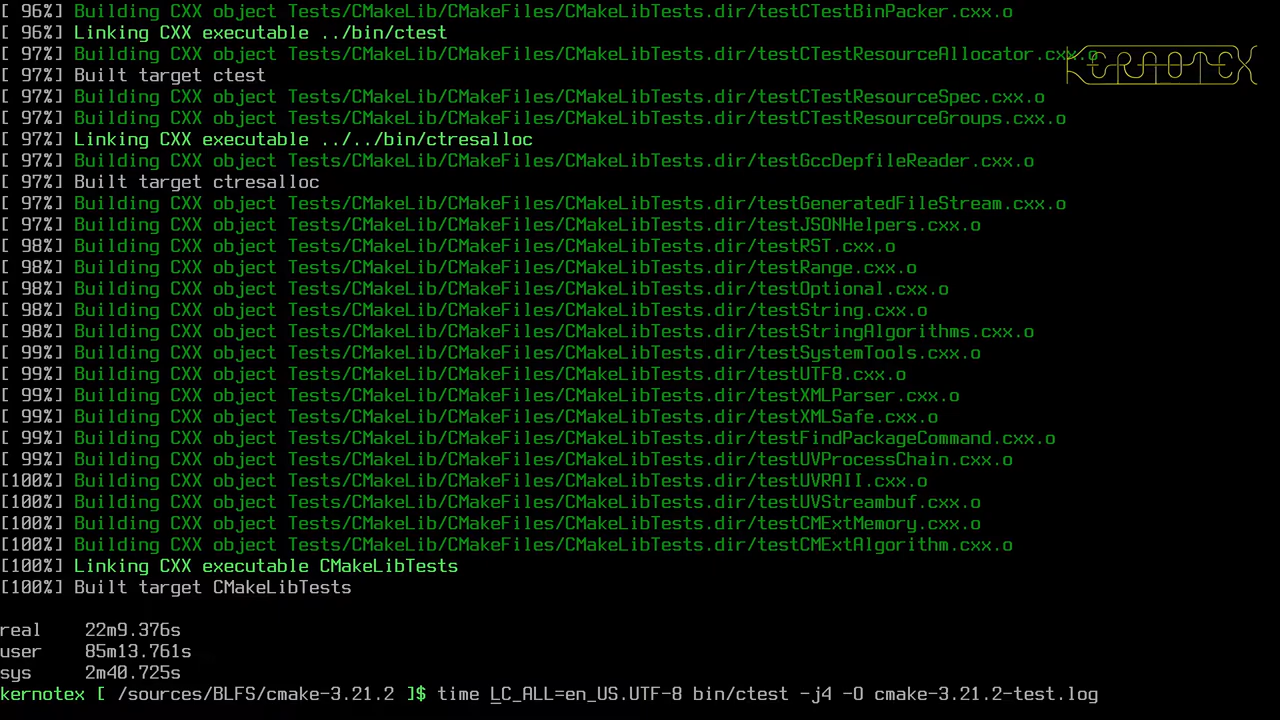 [ 96%] Building CXX object Tests/CMakeLib/CMakeFiles/CMakeLibTests.dir/testCTestBinPacker.cxx.o
[ 96%] Linking CXX executable ../bin/ctest
[ 97%] Building CXX object Tests/CMakeLib/CMakeFiles/CMakeLibTests.dir/testCTestResourceAllocator.cxx.o
KERNOTEX
[ 97%] Built target ctest
[ 97%] Building CXX object Tests/CMakeLib/CMakeFiles/CMakeLibTests.dir/testCTestResourceSpec.cxx.o
[ 97%] Building CXX object Tests/CMakeLib/CMakeFiles/CMakeLibTests.dir/testCTestResourceGroups.cxx.o
[ 97%] Linking CXX executable ../../bin/ctresalloc
[ 97%] Building CXX object Tests/CMakeLib/CMakeFiles/CMakeLibTests.dir/testGccDepfileReader.cxx.o
[ 97%] Built target ctresalloc
[ 97%] Building CXX object Tests/CMakeLib/CMakeFiles/CMakeLibTests.dir/testGeneratedFileStream.cxx.o
[ 97%] Building CXX object Tests/CMakeLib/CMakeFiles/CMakeLibTests.dir/testJSONHelpers.cxx.o
[ 98%] Building CXX object Tests/CMakeLib/CMakeFiles/CMakeLibTests.dir/testRST.cxx.o
[ 98%] Building CXX object Tests/CMakeLib/CMakeFiles/CMakeLibTests.dir/testRange.cxx.o
[ 98%] Building CXX object Tests/CMakeLib/CMakeFiles/CMakeLibTests.dir/testOptional.cxx.o
[ 98%] Building CXX object Tests/CMakeLib/CMakeFiles/CMakeLibTests.dir/testString.cxx.o
[ 98%] Building CXX object Tests/CMakeLib/CMakeFiles/CMakeLibTests.dir/testStringAlgorithms.cxx.o
[ 99%] Building CXX object Tests/CMakeLib/CMakeFiles/CMakeLibTests.dir/testSystemTools.cxx.o
[ 99%] Building CXX object Tests/CMakeLib/CMakeFiles/CMakeLibTests.dir/testUTF8.cxx.o
[ 99%] Building CXX object Tests/CMakeLib/CMakeFiles/CMakeLibTests.dir/testXMLParser.cxx.o
[ 99%] Building CXX object Tests/CMakeLib/CMakeFiles/CMakeLibTests.dir/testXMLSafe.cxx.o
[ 99%] Building CXX object Tests/CMakeLib/CMakeFiles/CMakeLibTests.dir/testFindPackageCommand.cxx.o
[ 99%] Building CXX object Tests/CMakeLib/CMakeFiles/CMakeLibTests.dir/testUVProcessChain.cxx.o
[100%] Building CXX object Tests/CMakeLib/CMakeFiles/CMakeLibTests.dir/testUVRAII.cxx.o
[100%] Building CXX object Tests/CMakeLib/CMakeFiles/CMakeLibTests.dir/testUVStreambuf.cxx.o
[100%] Building CXX object Tests/CMakeLib/CMakeFiles/CMakeLibTests.dir/testCMExtMemory.cxx.o
[100%] Building CXX object Tests/CMakeLib/CMakeFiles/CMakeLibTests.dir/testCMExtAlgorithm.cxx.o
[100%] Linking CXX executable CMakeLibTests
[100%] Built target CMakeLibTests
real 22m9.376s
user 85m13.761s
sys 2m40.725s
kernotex [ /sources/BLFS/cmake-3.21.2 ]$ time LC_ALL=en_US.UTF-8 bin/ctest -j4 -O cmake-3.21.2-test.log